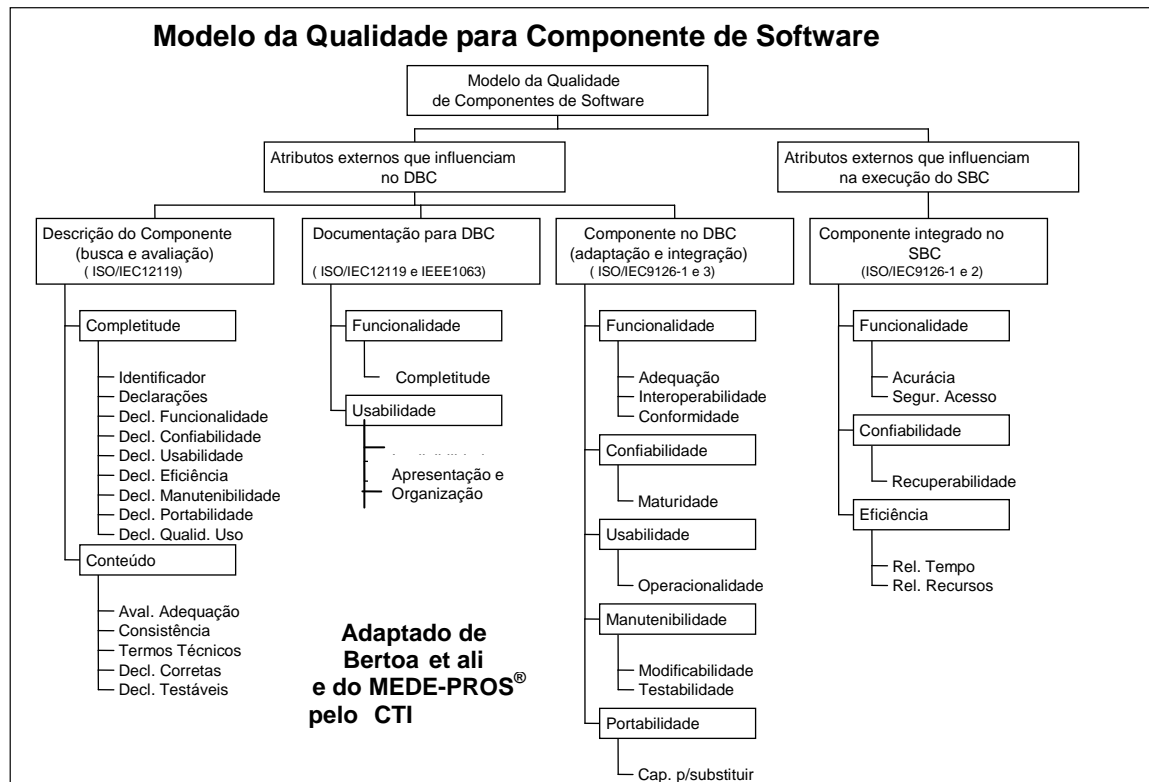 Modelo da Qualidade para Componente de Software
Modelo da Qualidade
de Componentes de Software
Atributos externos que influenciam
no DBC
Atributos externos que influenciam
na execução do SBC
Descrição do Componente
(busca e avaliação)
( ISO/IEC12119)
Documentação para DBC
( ISO/IEC12119 e IEEE1063)
Componente no DBC
(adaptação e integração)
( ISO/IEC9126-1 e 3)
Componente integrado no
SBC
(ISO/IEC9126-1 e 2)
Completitude
Identificador
Declarações
Decl. Funcionalidade
Decl. Confiabilidade
Decl. Usabilidade
Decl. Eficiência
Decl. Manutenibilidade
Decl. Portabilidade
Decl. Qualid. Uso
Conteúdo
Aval. Adequação
Consistência
Termos Técnicos
Decl. Corretas
Decl. Testáveis
Funcionalidade
Completitude
Usabilidade
Apresentação e
Organização
Funcionalidade
Adequação
Interoperabilidade
Conformidade
Confiabilidade
Maturidade
Usabilidade
Operacionalidade
Manutenibilidade
Modificabilidade
Testabilidade
Portabilidade
Cap. p/substituir
Funcionalidade
Acurácia
Segur. Acesso
Confiabilidade
Recuperabilidade
Eficiência
Rel. Tempo
Rel. Recursos
Adaptado de
Bertoa et ali
e do MEDE-PROS®
pelo CTI